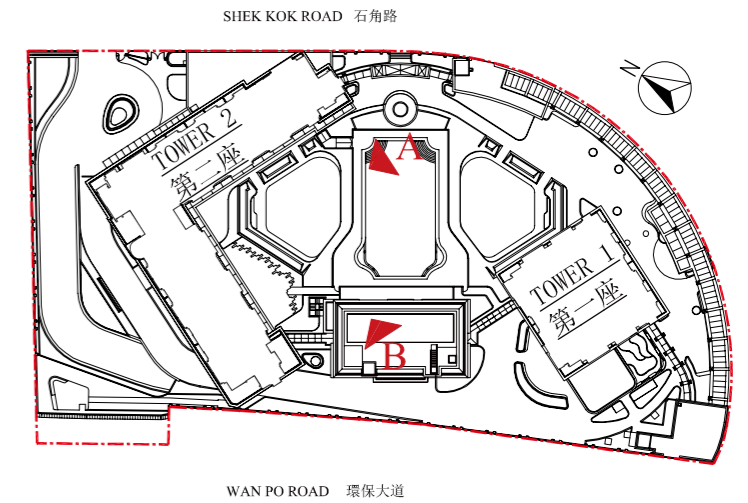 SHEK KOK ROAD 石角路
N
TOWER 2
第二座
A
TOWER 1
第一座
B
WAN PO ROAD 環保大道